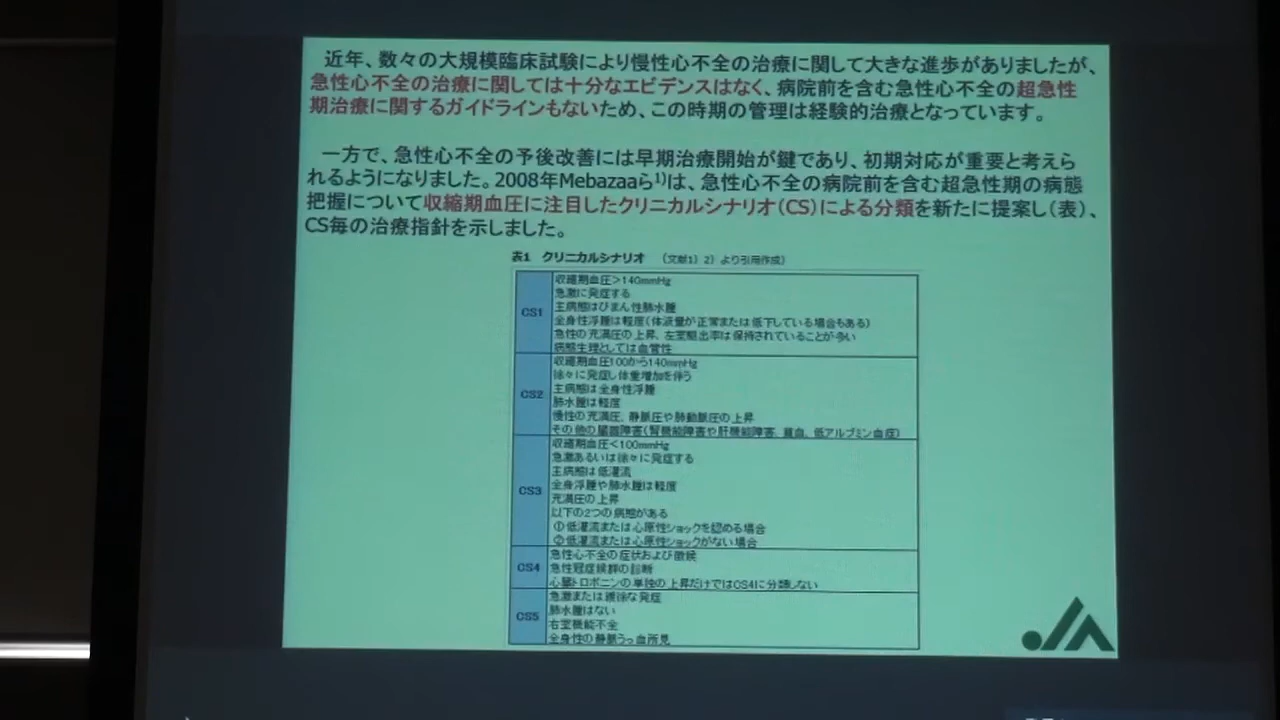 近年、数々の大規模臨床試験により慢性心不全の治療に関して大きな進歩がありましたが、
急性心不全の治療に関しては十分なエビデンスはなく、病院前を含む急性心不全の超急性
期治療に関するガイドラインもないため、この時期の管理は経験的治療となっています。
一方で、急性心不全の予後改善には早期治療開始が鍵であり、初期対応が重要と考えら
れるようになりました。2008年Mebazaaら1)は、急性心不全の病院前を含む超急性期の病態
把握について収縮期血圧に注目したクリニカルシナリオ(CS)による分類を新たに提案し(表)、
CS毎の治療指針を示しました。
表1 クリニカルシナリオ (文献1) 2) より引用作成)
CS1
収縮期血圧>140mmHg
急激に発症する
主病態はびまん性肺水腫
全身性浮腫は軽度(体液量が正常または低下している場合もある)
急性の充満圧の上昇、左室駆出率は保持されていることが多い
病態生理としては血管性
CS2
収縮期血圧100から140mmHg
徐々に発症し体重増加を伴う
主病態は全身性浮腫
肺水腫は軽度
慢性の充満圧、静脈圧や肺動脈圧の上昇
その他の臓器障害(腎機能障害や肝機能障害、貧血、低アルブミン血症)
CS3
収縮期血圧<100mmHg
急激あるいは徐々に発症する
主病態は低灌流
全身浮腫や肺水腫は軽度
充満圧の上昇
以下の2つの病態がある
①低灌流または心原性ショックを認める場合
②低灌流または心原性ショックがない場合
CS4
急性心不全の症状および徴候
急性冠症候群の診断
心臓トロポニンの単独の上昇だけではCS4に分類しない
CS5
急激または緩徐な発症
肺水腫はない
右室機能不全
全身性の静脈うっ血所見